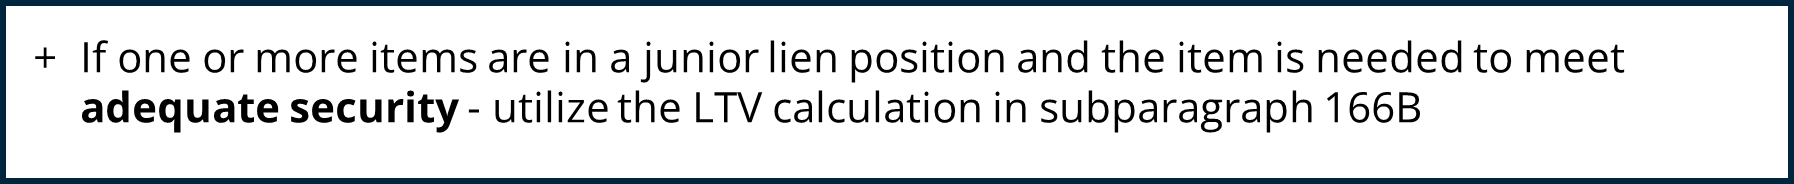 + If one or more items are in a junior lien position and the item is needed to meet
adequate security - utilize the LTV calculation in subparagraph 166B